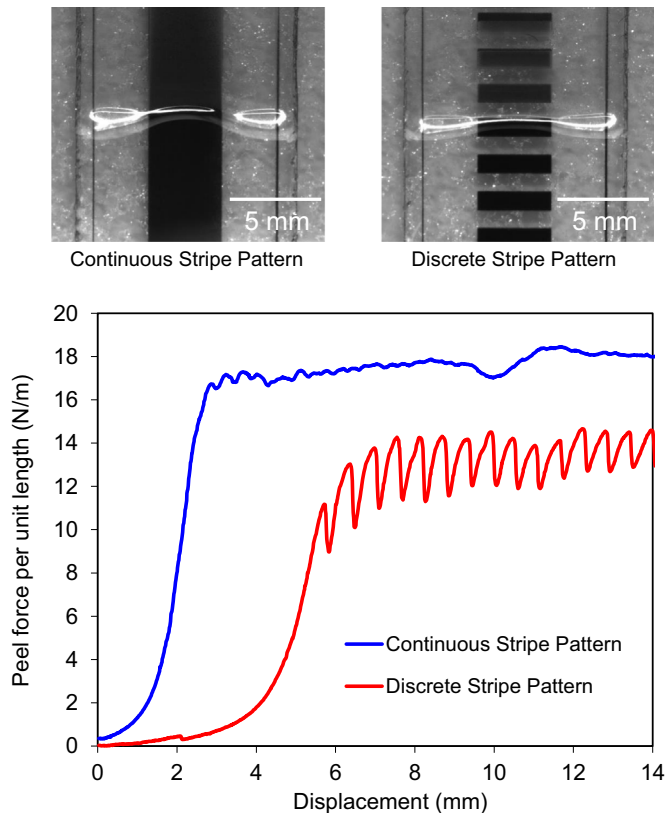 5 mm
5 mm
Continuous Stripe Pattern
Discrete Stripe Pattern
20
18
16
14
12
10
8
6
4
2
0
Peel force per unit length (N/m)
Continuous Stripe Pattern
Discrete Stripe Pattern
0
2
4
6
8
10
12
14
Displacement (mm)